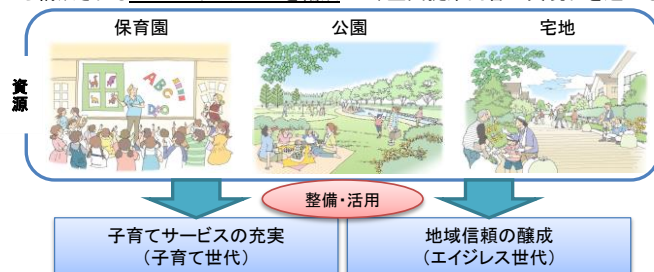 保育園
公園
宅地
資源
ABC
DEO
整備・活用
子育てサービスの充実
(子育て世代)
地域信頼の醸成
(エイジレス世代)